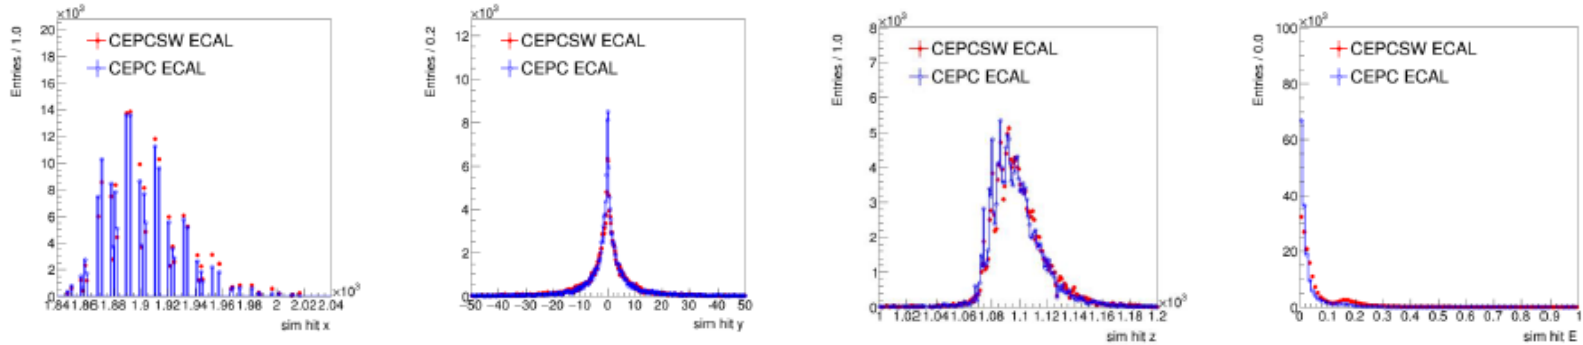 ×10³
20
18
16
14
12
10
8
6
4
2
0
Entries / 1.0
CEPCSW ECAL
CEPC ECAL
1.84 1.86 1.88 1.9 1.92 1.94 1.96 1.98 2 2.02 2.04
×10³
sim hit x
×10³
12
10
8
6
4
2
0
Entries / 0.2
CEPCSW ECAL
CEPC ECAL
−50 −40 −30 −20 −10 0 10 20 30 40 50
sim hit y
×10³
8
7
6
5
4
3
2
1
0
Entries / 1.0
CEPCSW ECAL
CEPC ECAL
1 1.02 1.04 1.06 1.08 1.1 1.12 1.14 1.16 1.18 1.2
×10³
sim hit z
×10³
100
80
60
40
20
0
Entries / 0.0
CEPCSW ECAL
CEPC ECAL
0 0.1 0.2 0.3 0.4 0.5 0.6 0.7 0.8 0.9 1
sim hit E